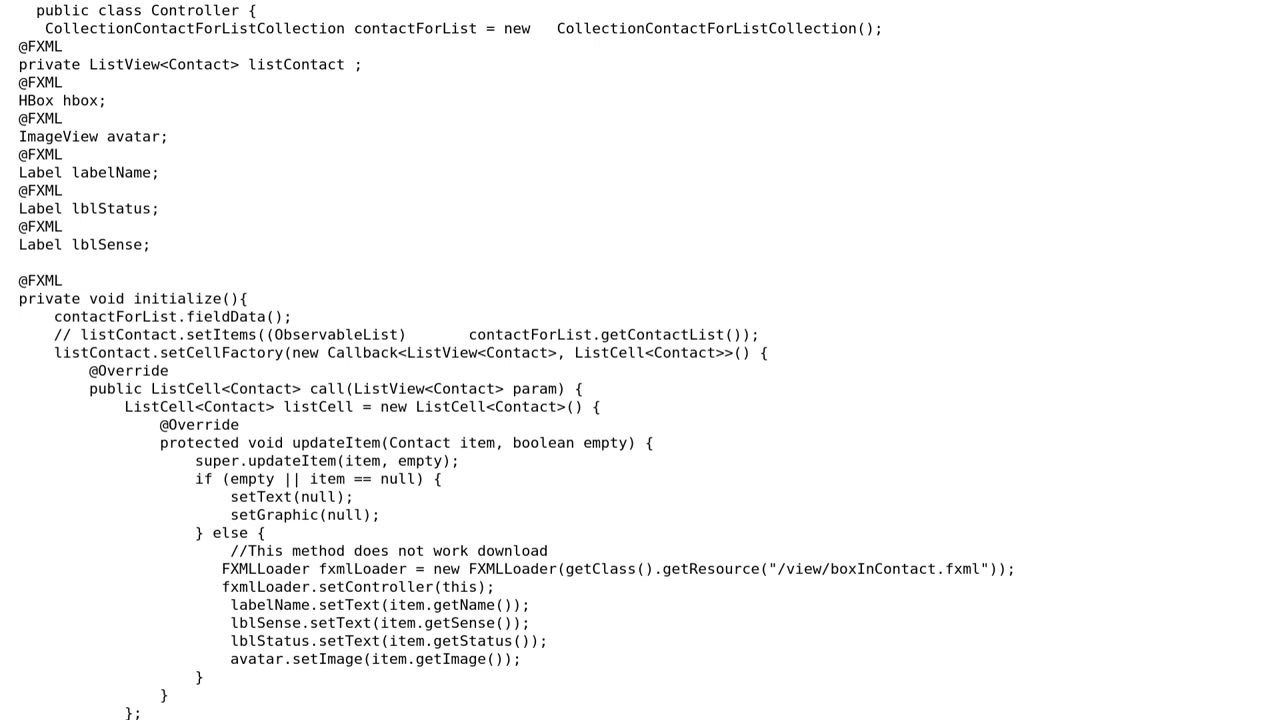 public class Controller {
CollectionContactForListCollection contactForList = new   CollectionContactForListCollection();
@FXML
private ListView<Contact> listContact ;
@FXML
HBox hbox;
@FXML
ImageView avatar;
@FXML
Label labelName;
@FXML
Label lblStatus;
@FXML
Label lblSense;

@FXML
private void initialize(){
    contactForList.fieldData();
    // listContact.setItems((ObservableList)       contactForList.getContactList());
    listContact.setCellFactory(new Callback<ListView<Contact>, ListCell<Contact>>() {
        @Override
        public ListCell<Contact> call(ListView<Contact> param) {
            ListCell<Contact> listCell = new ListCell<Contact>() {
                @Override
                protected void updateItem(Contact item, boolean empty) {
                    super.updateItem(item, empty);
                    if (empty || item == null) {
                        setText(null);
                        setGraphic(null);
                    } else {
                        //This method does not work download
                       FXMLLoader fxmlLoader = new FXMLLoader(getClass().getResource("/view/boxInContact.fxml"));
                       fxmlLoader.setController(this);
                        labelName.setText(item.getName());
                        lblSense.setText(item.getSense());
                        lblStatus.setText(item.getStatus());
                        avatar.setImage(item.getImage());
                    }
                }
            };